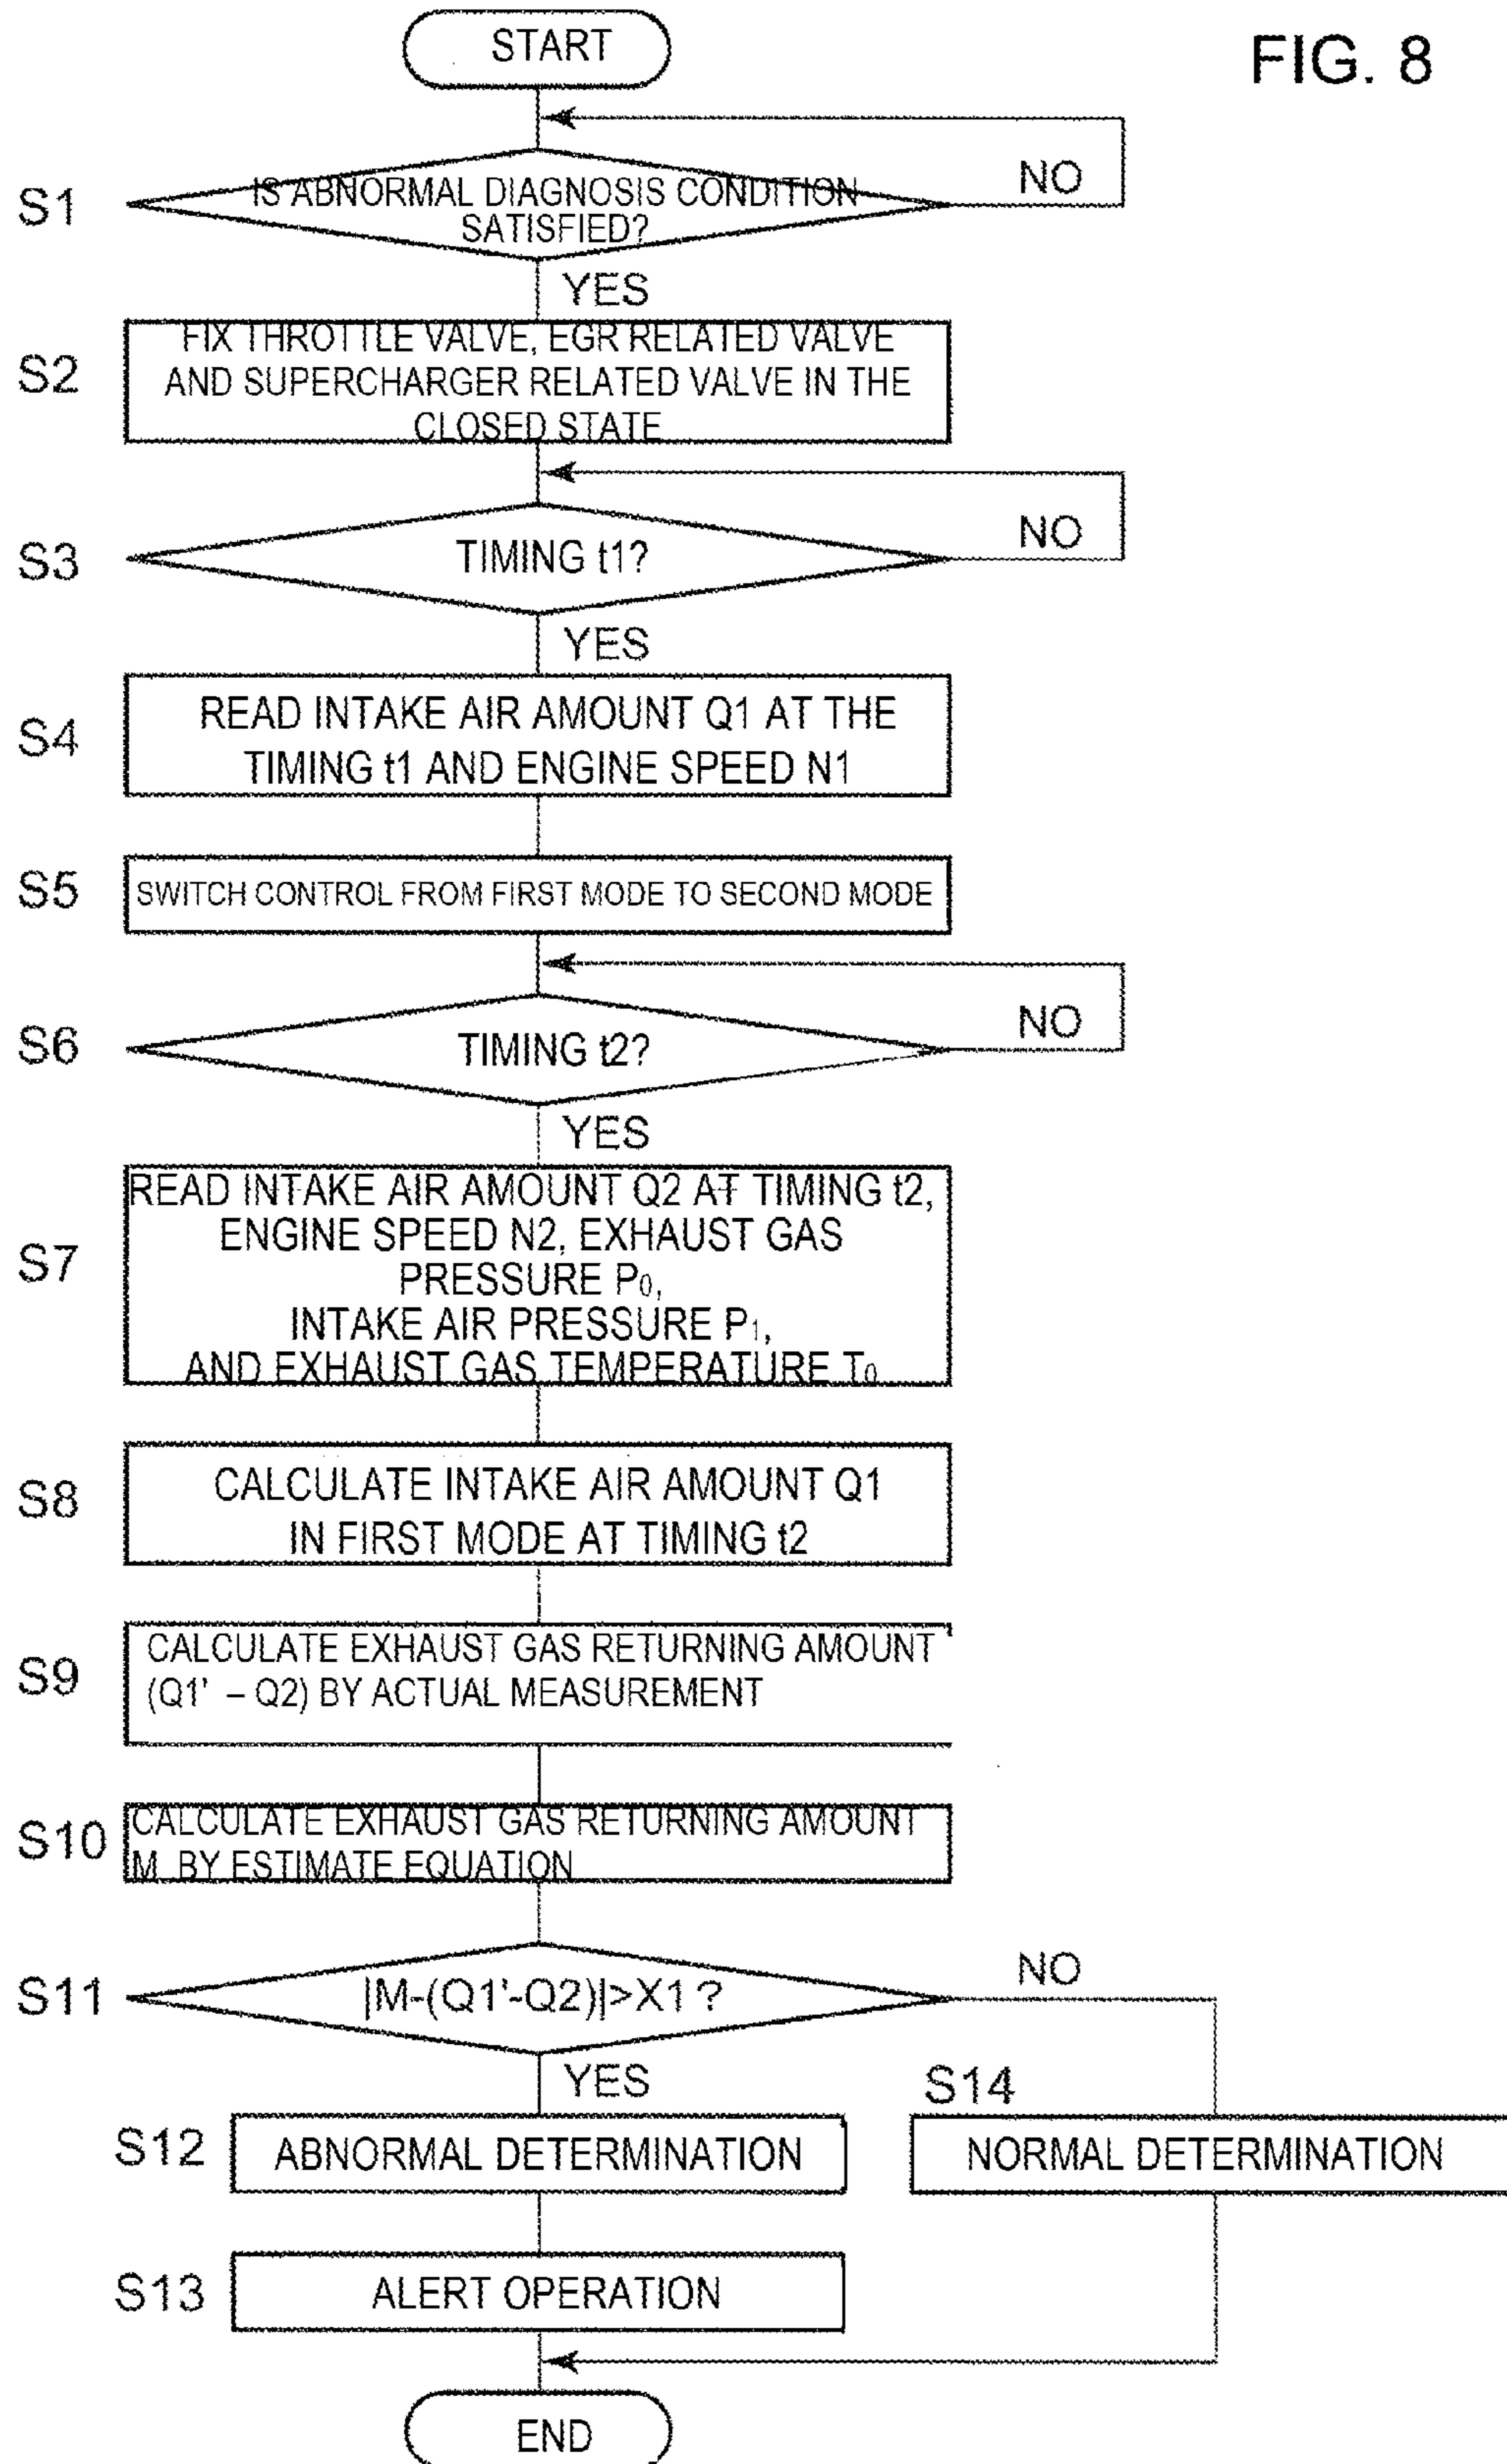 FIG. 8
START
S1
IS ABNORMAL DIAGNOSIS CONDITION
SATISFIED?
NO
YES
S2
FIX THROTTLE VALVE, EGR RELATED VALVE
AND SUPERCHARGER RELATED VALVE IN THE
CLOSED STATE
S3
TIMING t1?
NO
YES
S4
READ INTAKE AIR AMOUNT Q1 AT THE
TIMING t1 AND ENGINE SPEED N1
S5
SWITCH CONTROL FROM FIRST MODE TO SECOND MODE
S6
TIMING t2?
NO
YES
S7
READ INTAKE AIR AMOUNT Q2 AT TIMING t2,
ENGINE SPEED N2, EXHAUST GAS
PRESSURE P₀,
INTAKE AIR PRESSURE P₁,
AND EXHAUST GAS TEMPERATURE T₀
S8
CALCULATE INTAKE AIR AMOUNT Q1
IN FIRST MODE AT TIMING t2
S9
CALCULATE EXHAUST GAS RETURNING AMOUNT
(Q1' – Q2) BY ACTUAL MEASUREMENT
S10
CALCULATE EXHAUST GAS RETURNING AMOUNT
M BY ESTIMATE EQUATION
S11
|M-(Q1'-Q2)|>X1 ?
NO
YES
S12
ABNORMAL DETERMINATION
S14
NORMAL DETERMINATION
S13
ALERT OPERATION
END